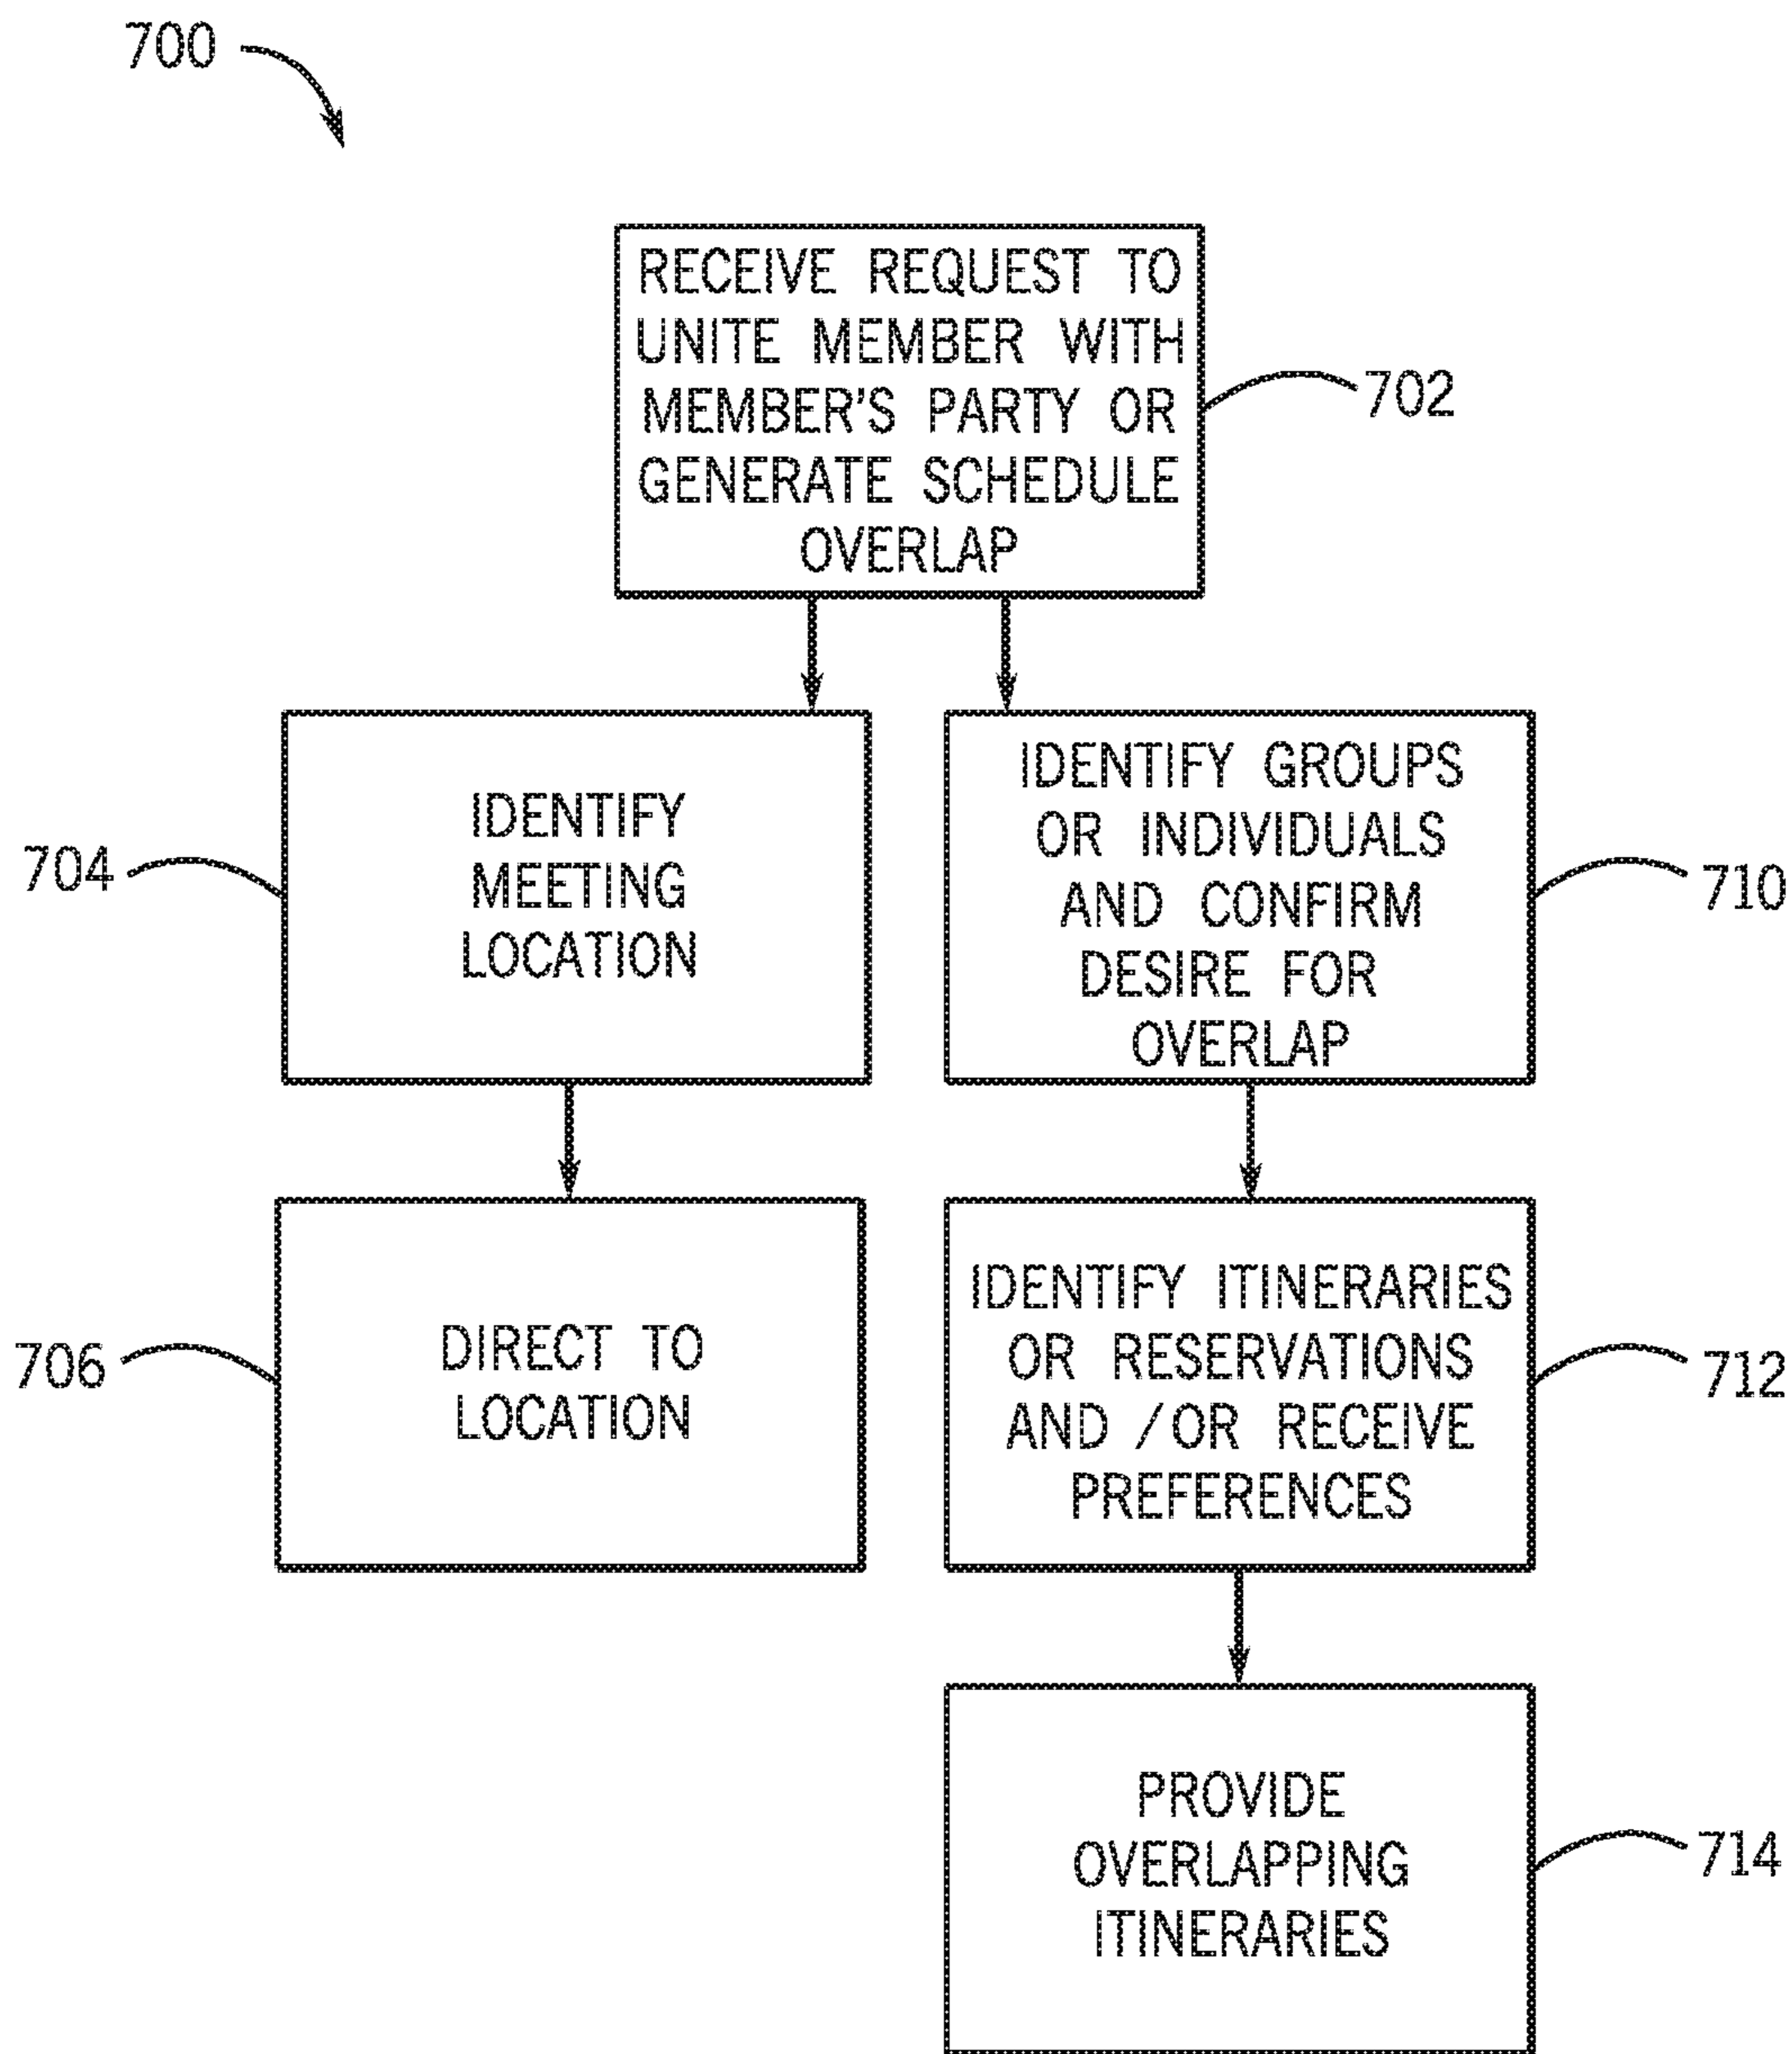 700
RECEIVE REQUEST TO
UNITE MEMBER WITH
MEMBER'S PARTY OR
GENERATE SCHEDULE
OVERLAP
702
IDENTIFY
MEETING
LOCATION
704
IDENTIFY GROUPS
OR INDIVIDUALS
AND CONFIRM
DESIRE FOR
OVERLAP
710
DIRECT TO
LOCATION
706
IDENTIFY ITINERARIES
OR RESERVATIONS
AND /OR RECEIVE
PREFERENCES
712
PROVIDE
OVERLAPPING
ITINERARIES
714